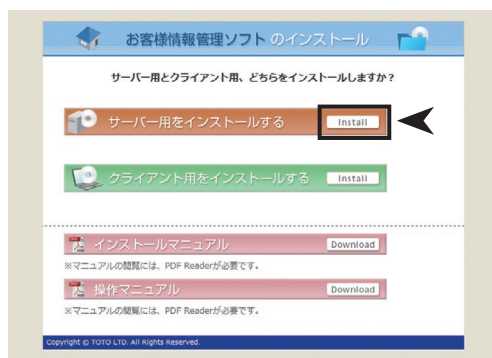 お客様情報管理ソフト のインストール
サーバー用とクライアント用、どちらをインストールしますか?
サーバー用をインストールする Install
クライアント用をインストールする Install
インストールマニュアル Download
※マニュアルの閲覧には、PDF Readerが必要です。
操作マニュアル Download
※マニュアルの閲覧には、PDF Readerが必要です。
Copyright © TOTO LTD. All Rights Reserved.